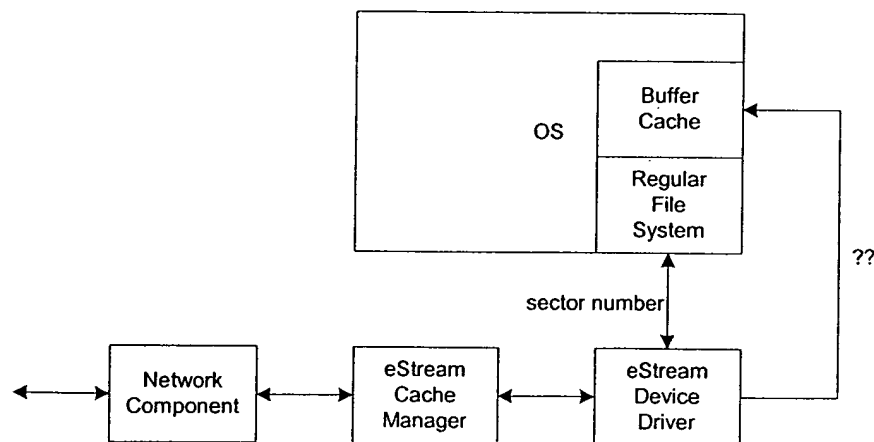 Buffer
Cache
OS
Regular
File
System
??
sector number
Network
Component
eStream
Cache
Manager
eStream
Device
Driver